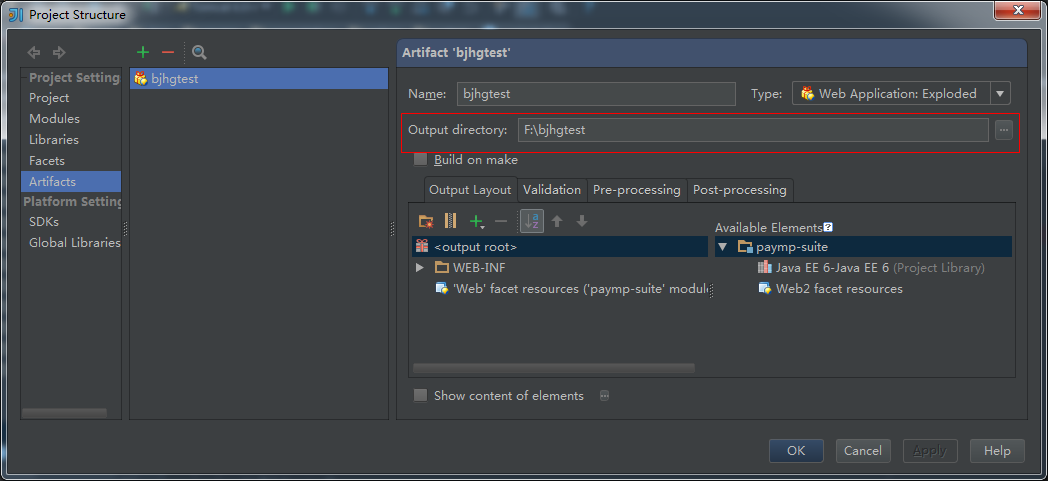 Project Structure
Project Setting
Project
Modules
Libraries
Facets
Artifacts
Platform Setting
SDKs
Global Libraries
bjhgtest
Artifact 'bjhgtest'
Name: bjhgtest Type: Web Application: Exploded
Output directory: F:\bjhgtest
Build on make
Output Layout Validation Pre-processing Post-processing
<output root>
WEB-INF
'Web' facet resources ('paymp-suite' modul
Available Elements
paymp-suite
Java EE 6-Java EE 6 (Project Library)
Web2 facet resources
Show content of elements
OK Cancel Apply Help